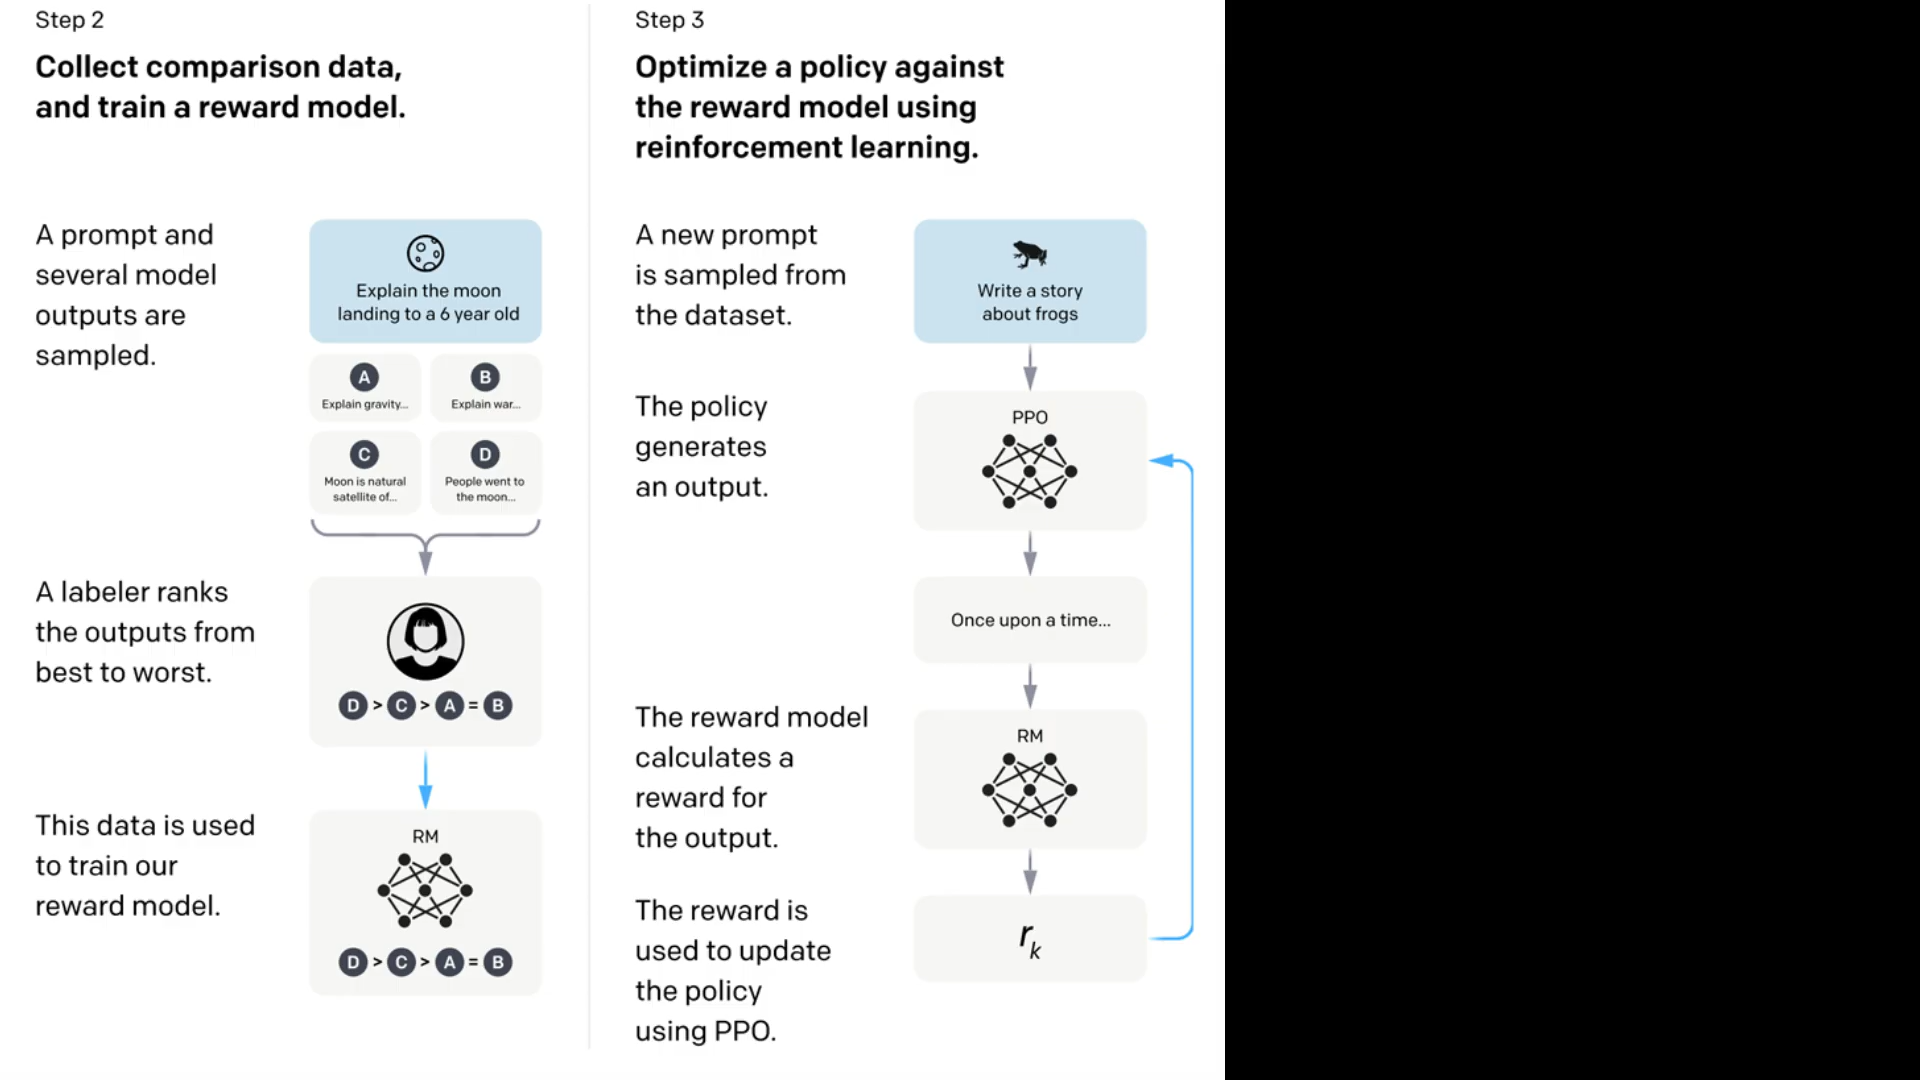 Step 2
Collect comparison data,
and train a reward model.
A prompt and
several model
outputs are
sampled.
Explain the moon
landing to a 6 year old
A
Explain gravity...
B
Explain war...
C
Moon is natural
satellite of...
D
People went to
the moon...
A labeler ranks
the outputs from
best to worst.
D > C > A = B
This data is used
to train our
reward model.
RM
D > C > A = B
Step 3
Optimize a policy against
the reward model using
reinforcement learning.
A new prompt
is sampled from
the dataset.
Write a story
about frogs
The policy
generates
an output.
PPO
Once upon a time...
The reward model
calculates a
reward for
the output.
RM
The reward is
used to update
the policy
using PPO.
rₖ